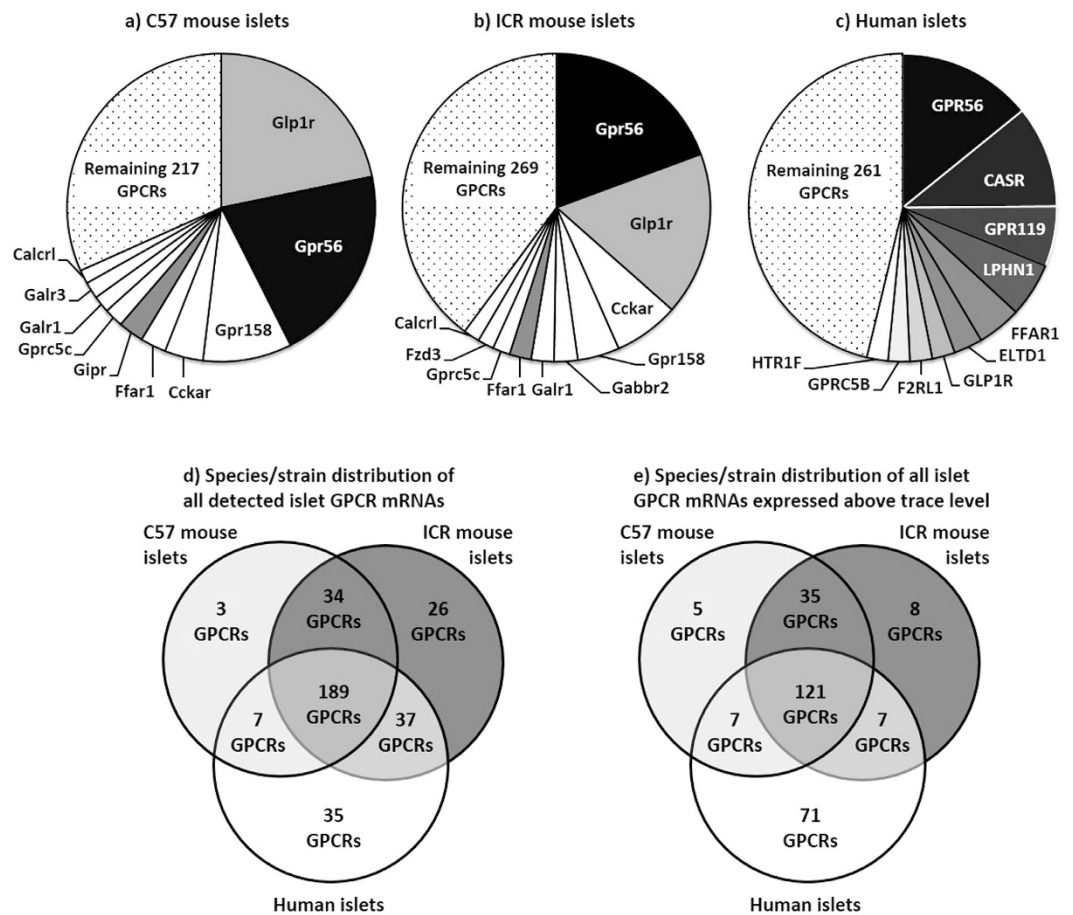 a) C57 mouse islets
Glp1r
Gpr56
Gpr158
Cckar
Ffar1
Gipr
Gprc5c
Galr1
Galr3
Calcrl
Remaining 217
GPCRs
b) ICR mouse islets
Gpr56
Glp1r
Cckar
Gpr158
Gabbr2
Galr1
Ffar1
Gprc5c
Fzd3
Calcrl
Remaining 269
GPCRs
c) Human islets
GPR56
CASR
GPR119
LPHN1
FFAR1
ELTD1
GLP1R
F2RL1
GPRC5B
HTR1F
Remaining 261
GPCRs
d) Species/strain distribution of
all detected islet GPCR mRNAs
C57 mouse
islets
ICR mouse
islets
3
GPCRs
34
GPCRs
26
GPCRs
189
GPCRs
7
GPCRs
37
GPCRs
35
GPCRs
Human islets
e) Species/strain distribution of all islet
GPCR mRNAs expressed above trace level
C57 mouse
islets
ICR mouse
islets
5
GPCRs
35
GPCRs
8
GPCRs
121
GPCRs
7
GPCRs
7
GPCRs
71
GPCRs
Human islets